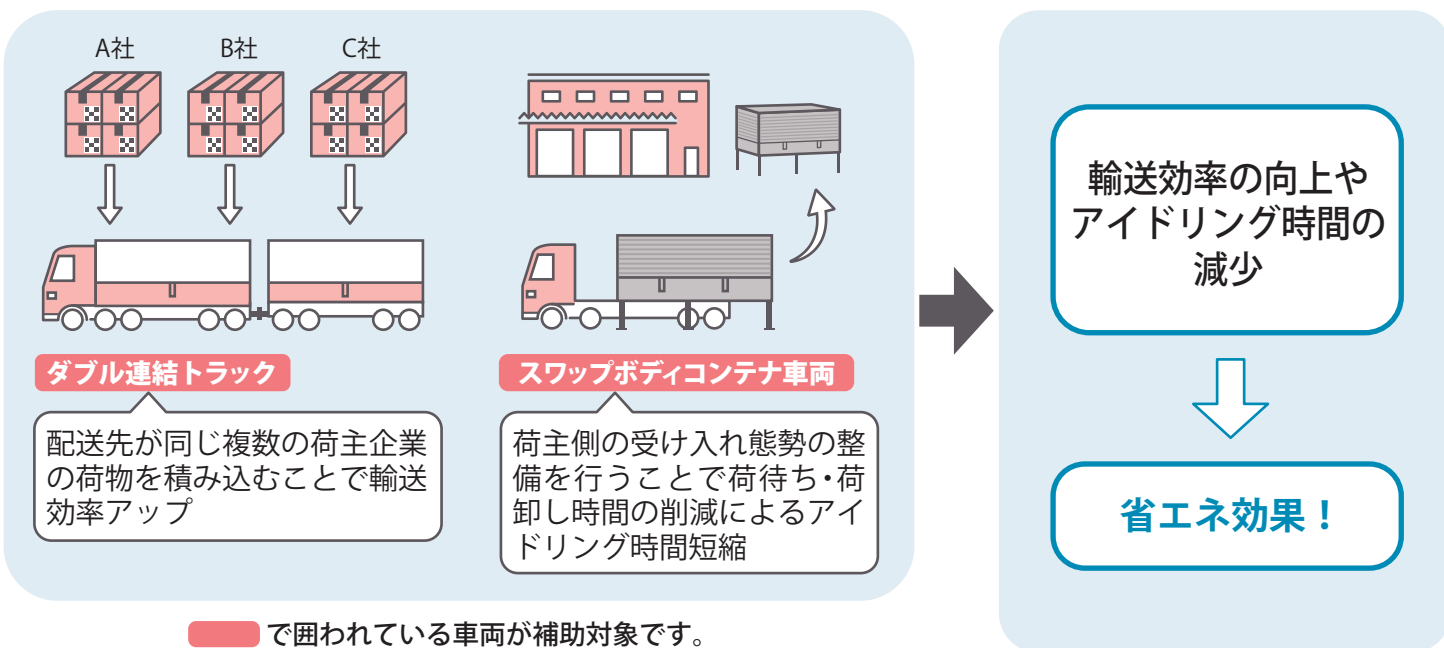 A社
B社
C社
ダブル連結トラック
配送先が同じ複数の荷主企業
の荷物を積み込むことで輸送
効率アップ
スワップボディコンテナ車両
荷主側の受け入れ態勢の整
備を行うことで荷待ち・荷
卸し時間の削減によるアイ
ドリング時間短縮
で囲われている車両が補助対象です。
輸送効率の向上や
アイドリング時間の
減少
省エネ効果！